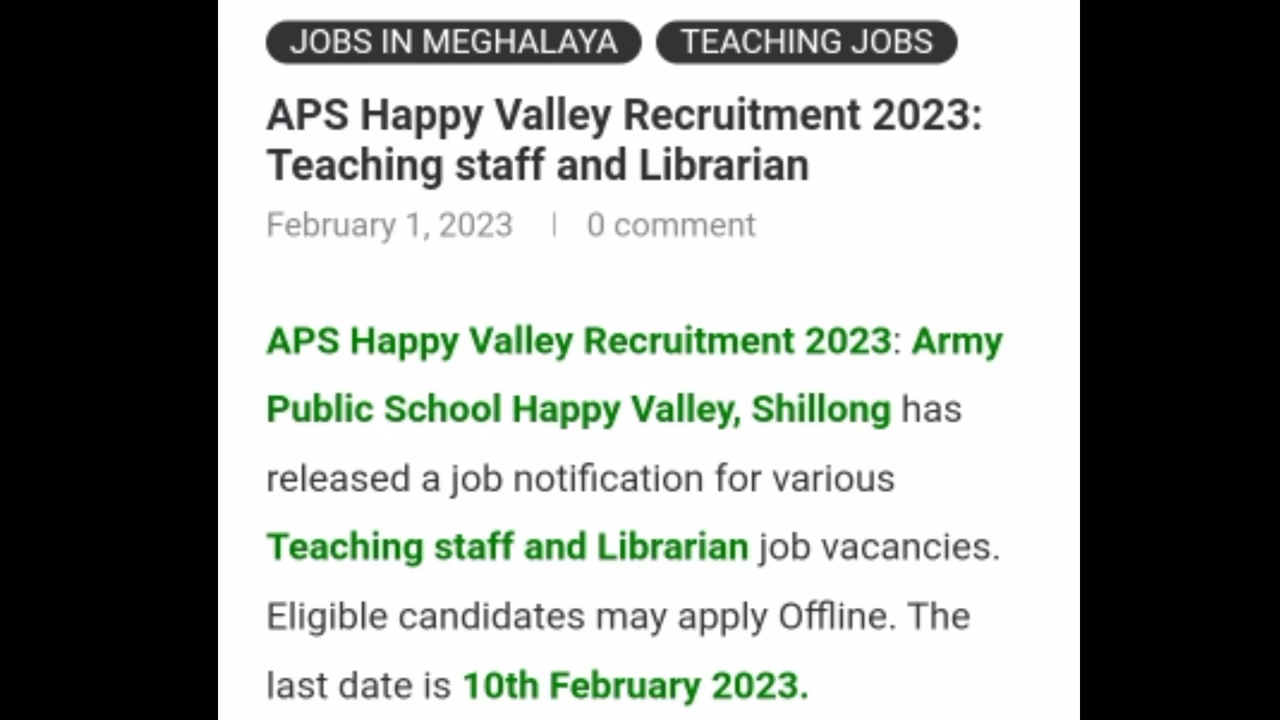 JOBS IN MEGHALAYA TEACHING JOBS
APS Happy Valley Recruitment 2023:
Teaching staff and Librarian
February 1, 2023 | 0 comment
APS Happy Valley Recruitment 2023: Army
Public School Happy Valley, Shillong has
released a job notification for various
Teaching staff and Librarian job vacancies.
Eligible candidates may apply Offline. The
last date is 10th February 2023.